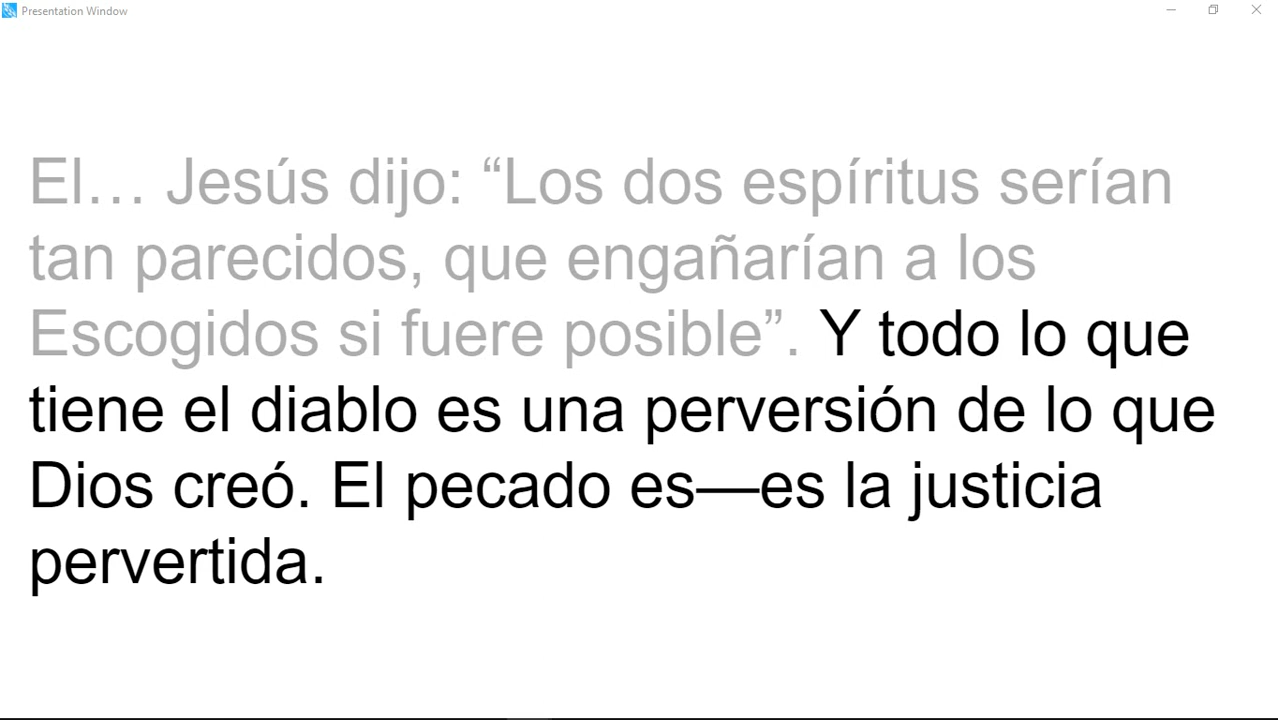 Presentation Window
El… Jesús dijo: “Los dos espíritus serían
tan parecidos, que engañarían a los
Escogidos si fuere posible”. Y todo lo que
tiene el diablo es una perversión de lo que
Dios creó. El pecado es—es la justicia
pervertida.